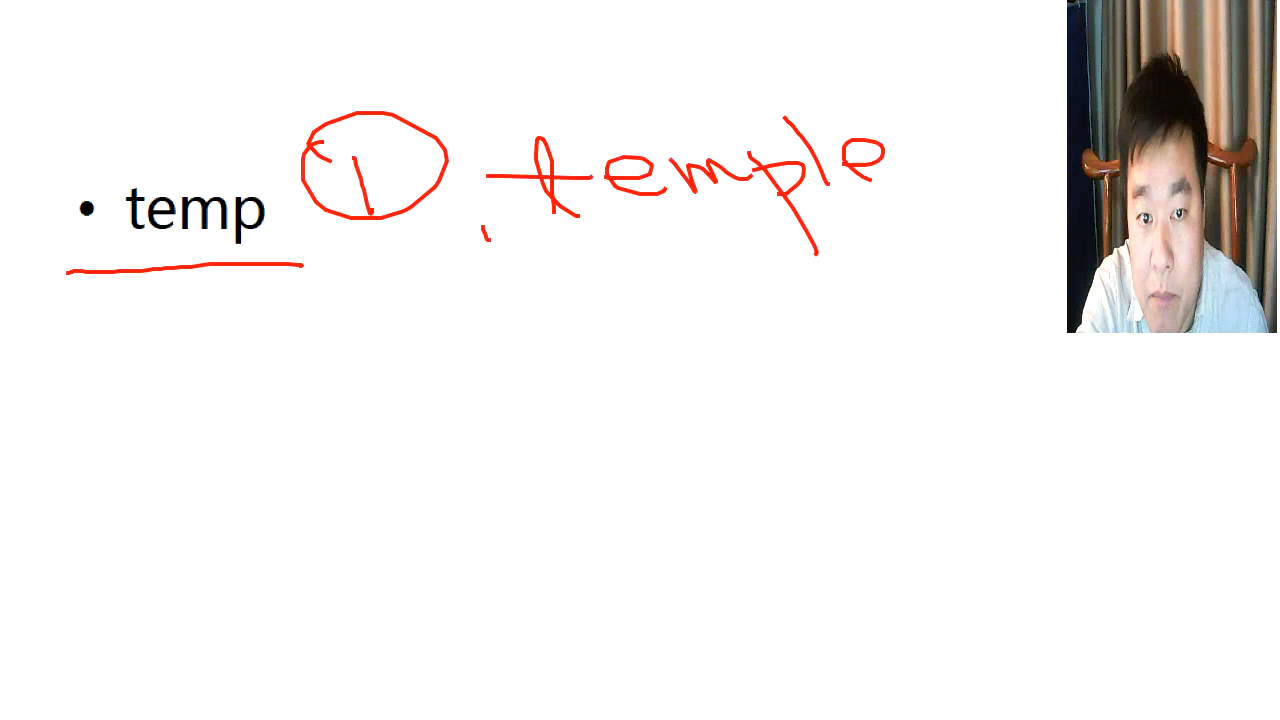 • temp ① temple